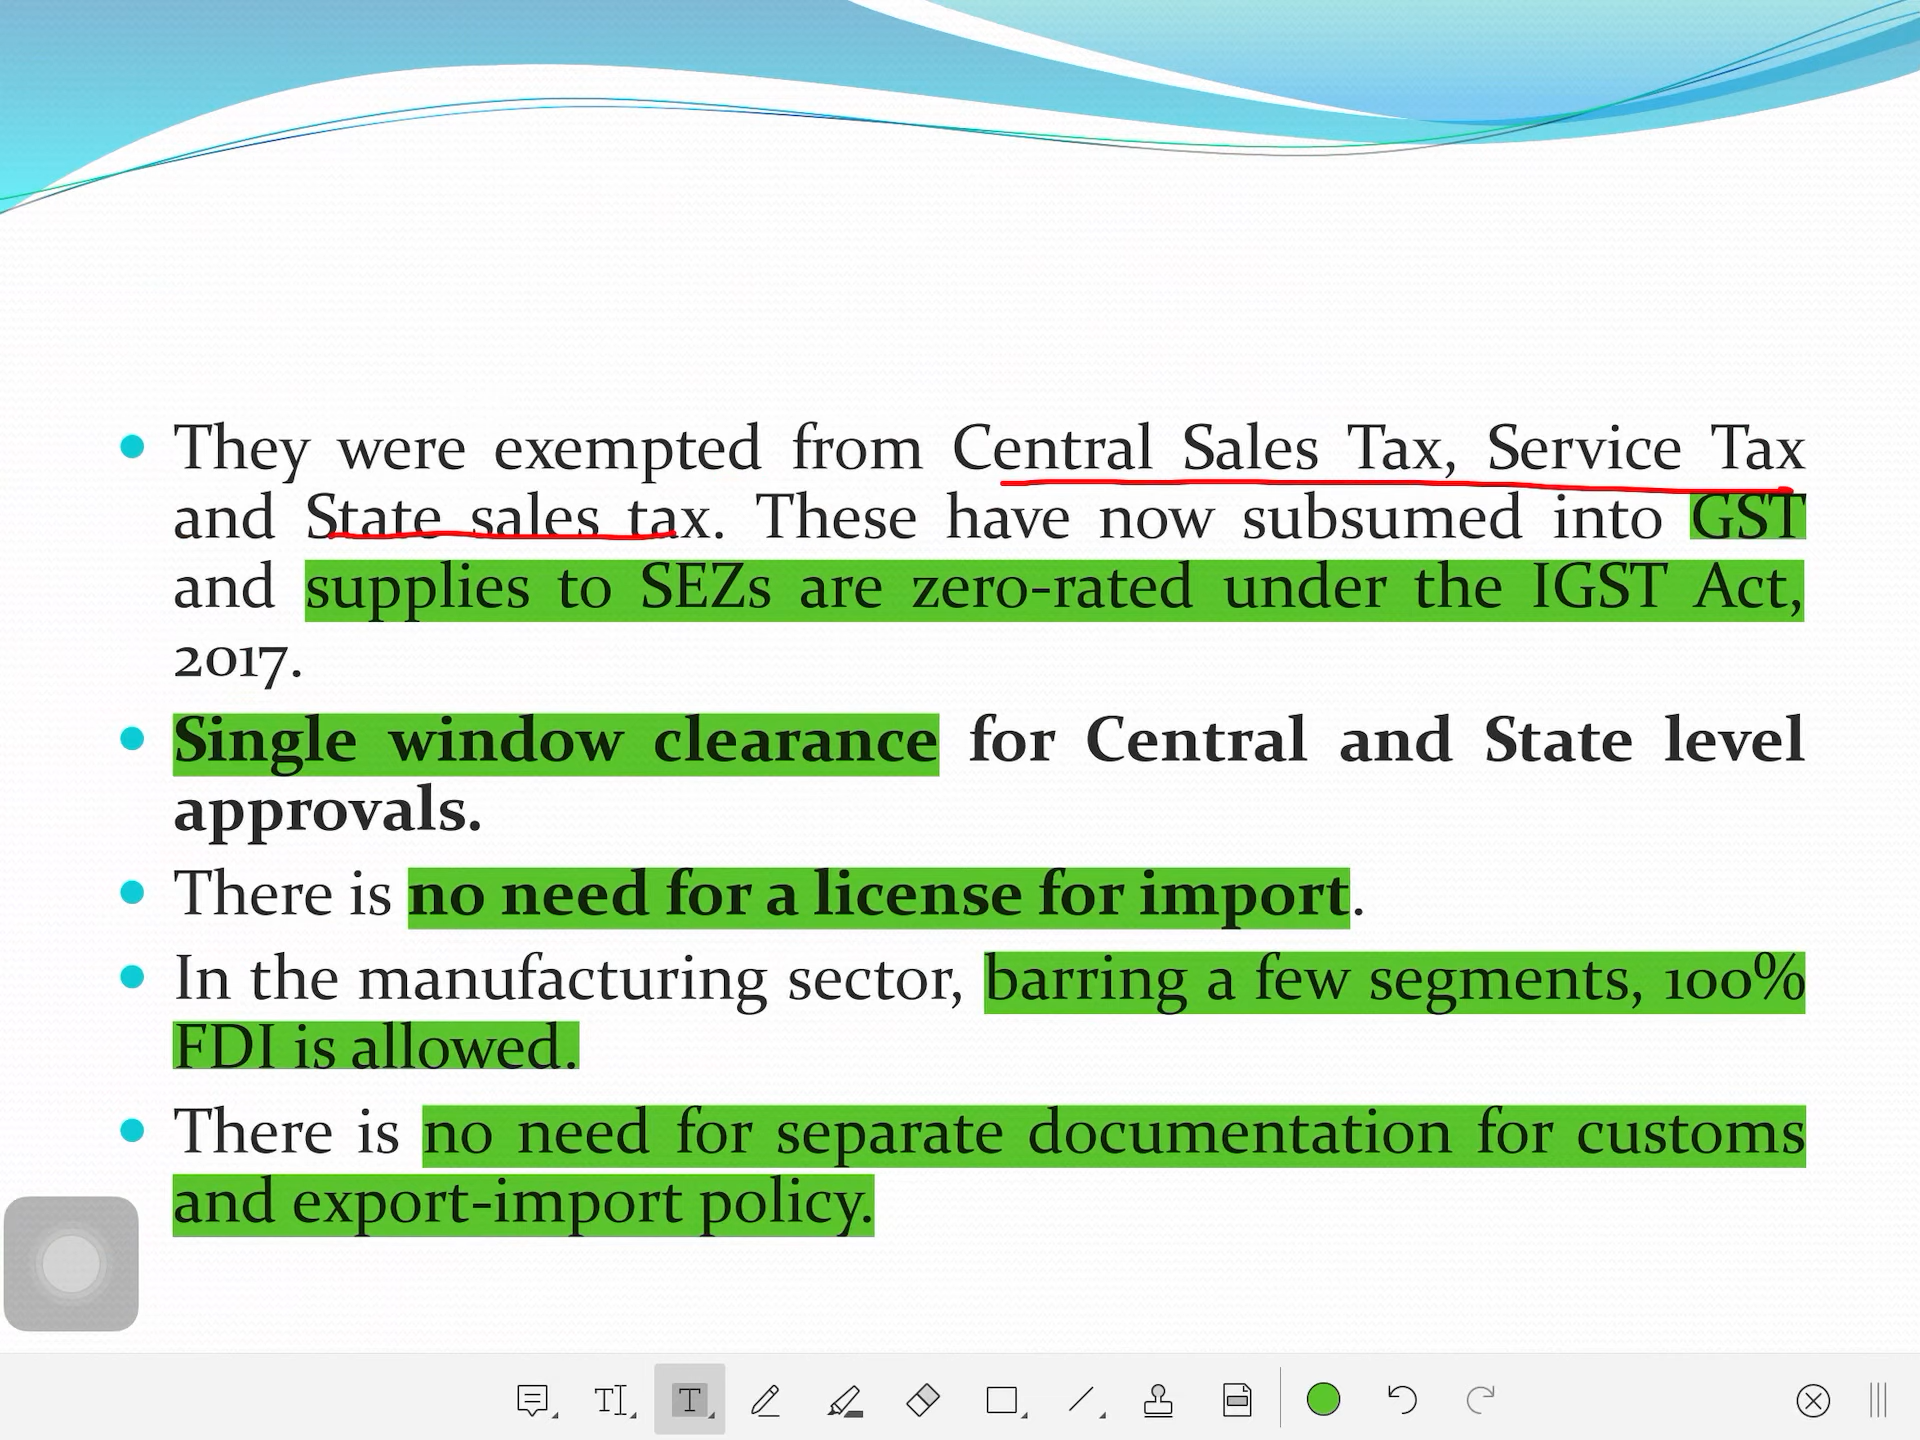 They were exempted from Central Sales Tax, Service Tax
and State sales tax. These have now subsumed into GST
and supplies to SEZs are zero-rated under the IGST Act,
2017.
Single window clearance for Central and State level
approvals.
There is no need for a license for import.
In the manufacturing sector, barring a few segments, 100%
FDI is allowed.
There is no need for separate documentation for customs
and export-import policy.